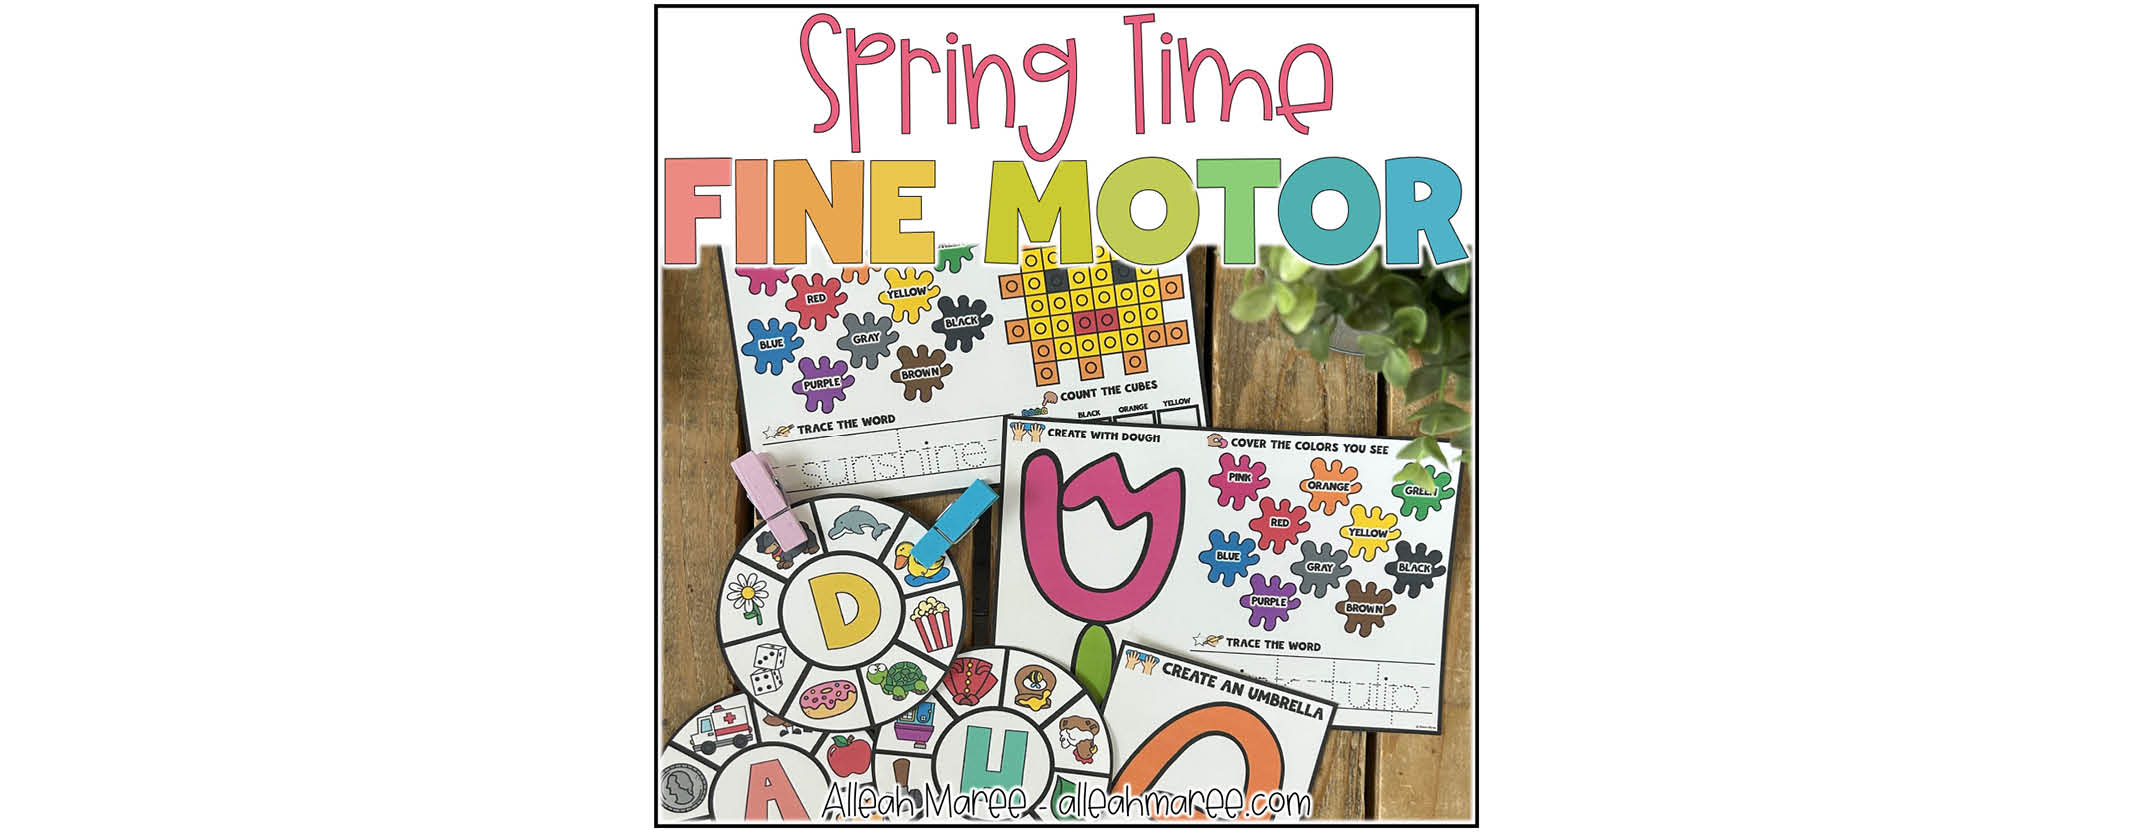 Spring Time
FINE MOTOR
RED
YELLOW
BLACK
BLUE
GRAY
PURPLE
BROWN
COUNT THE CUBES
BLACK ORANGE YELLOW
TRACE THE WORD
sunshine
CREATE WITH DOUGH
COVER THE COLORS YOU SEE
PINK
ORANGE
RED
YELLOW
BLUE
GRAY
BLACK
PURPLE
BROWN
TRACE THE WORD
tulip
D
CREATE AN UMBRELLA
A
Alleah Maree - alleahmaree.com